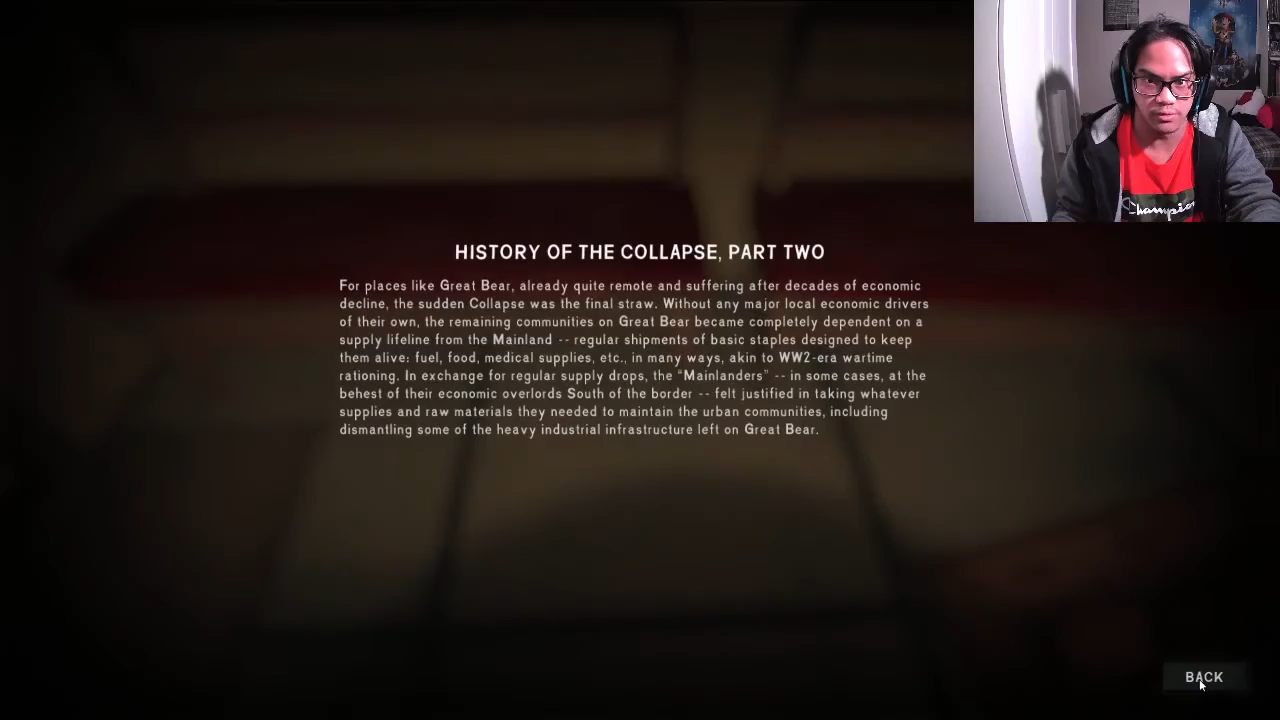 HISTORY OF THE COLLAPSE, PART TWO
For places like Great Bear, already quite remote and suffering after decades of economic
decline, the sudden Collapse was the final straw. Without any major local economic drivers
of their own, the remaining communities on Great Bear became completely dependent on a
supply lifeline from the Mainland -- regular shipments of basic staples designed to keep
them alive: fuel, food, medical supplies, etc., in many ways, akin to WW2-era wartime
rationing. In exchange for regular supply drops, the “Mainlanders” -- in some cases, at the
behest of their economic overlords South of the border -- felt justified in taking whatever
supplies and raw materials they needed to maintain the urban communities, including
dismantling some of the heavy industrial infrastructure left on Great Bear.
Champion
BACK